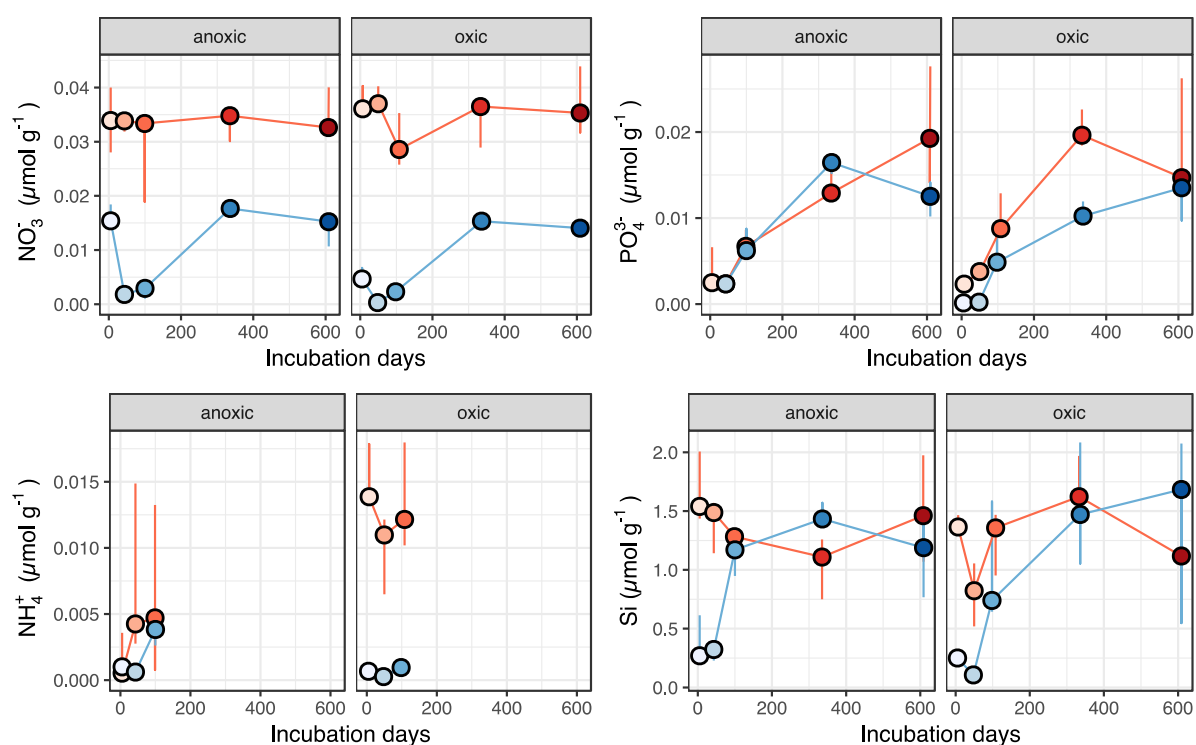 anoxic oxic
NO₃⁻ (µmol g⁻¹)
0.04
0.03
0.02
0.01
0.00
0 200 400 600 0 200 400 600
Incubation days
anoxic oxic
PO₄³⁻ (µmol g⁻¹)
0.02
0.01
0.00
0 200 400 600 0 200 400 600
Incubation days
anoxic oxic
NH₄⁺ (µmol g⁻¹)
0.015
0.010
0.005
0.000
0 200 400 600 0 200 400 600
Incubation days
anoxic oxic
Si (µmol g⁻¹)
2.0
1.5
1.0
0.5
0.0
0 200 400 600 0 200 400 600
Incubation days